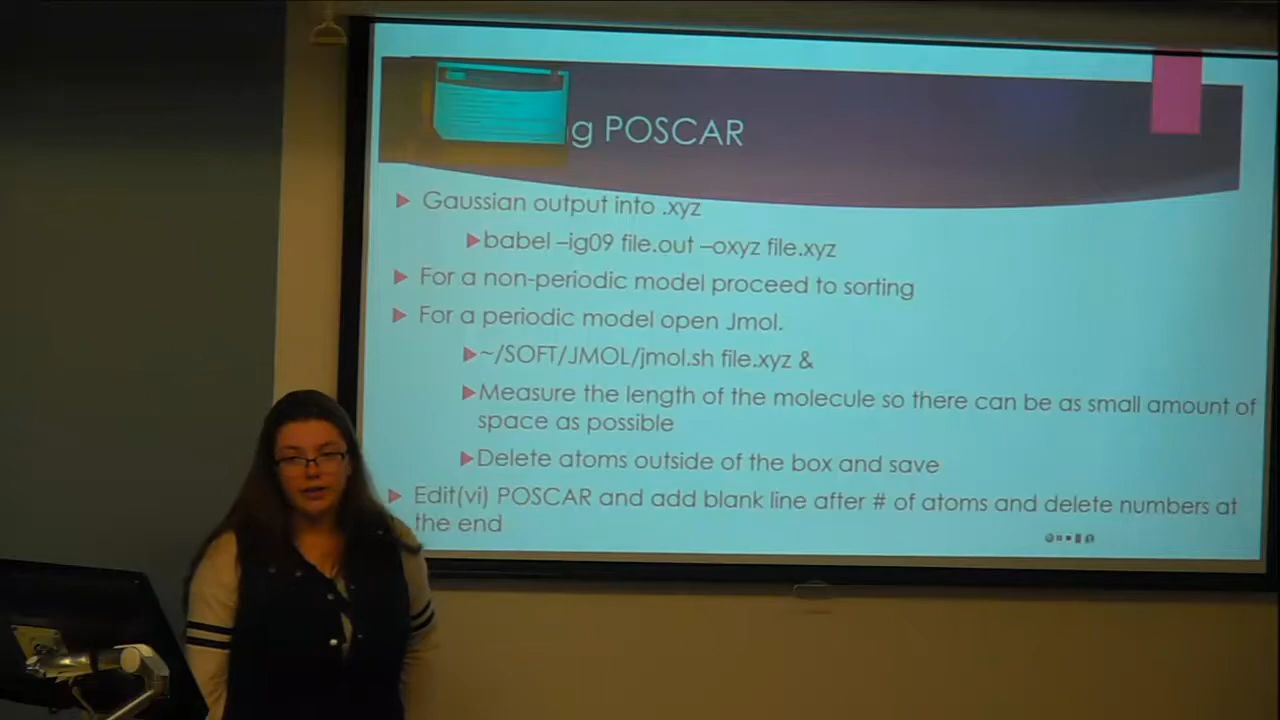 g POSCAR
Gaussian output into .xyz
babel –ig09 file.out –oxyz file.xyz
For a non-periodic model proceed to sorting
For a periodic model open Jmol.
~/SOFT/JMOL/jmol.sh file.xyz &
Measure the length of the molecule so there can be as small amount of
space as possible
Delete atoms outside of the box and save
Edit(vi) POSCAR and add blank line after # of atoms and delete numbers at
the end